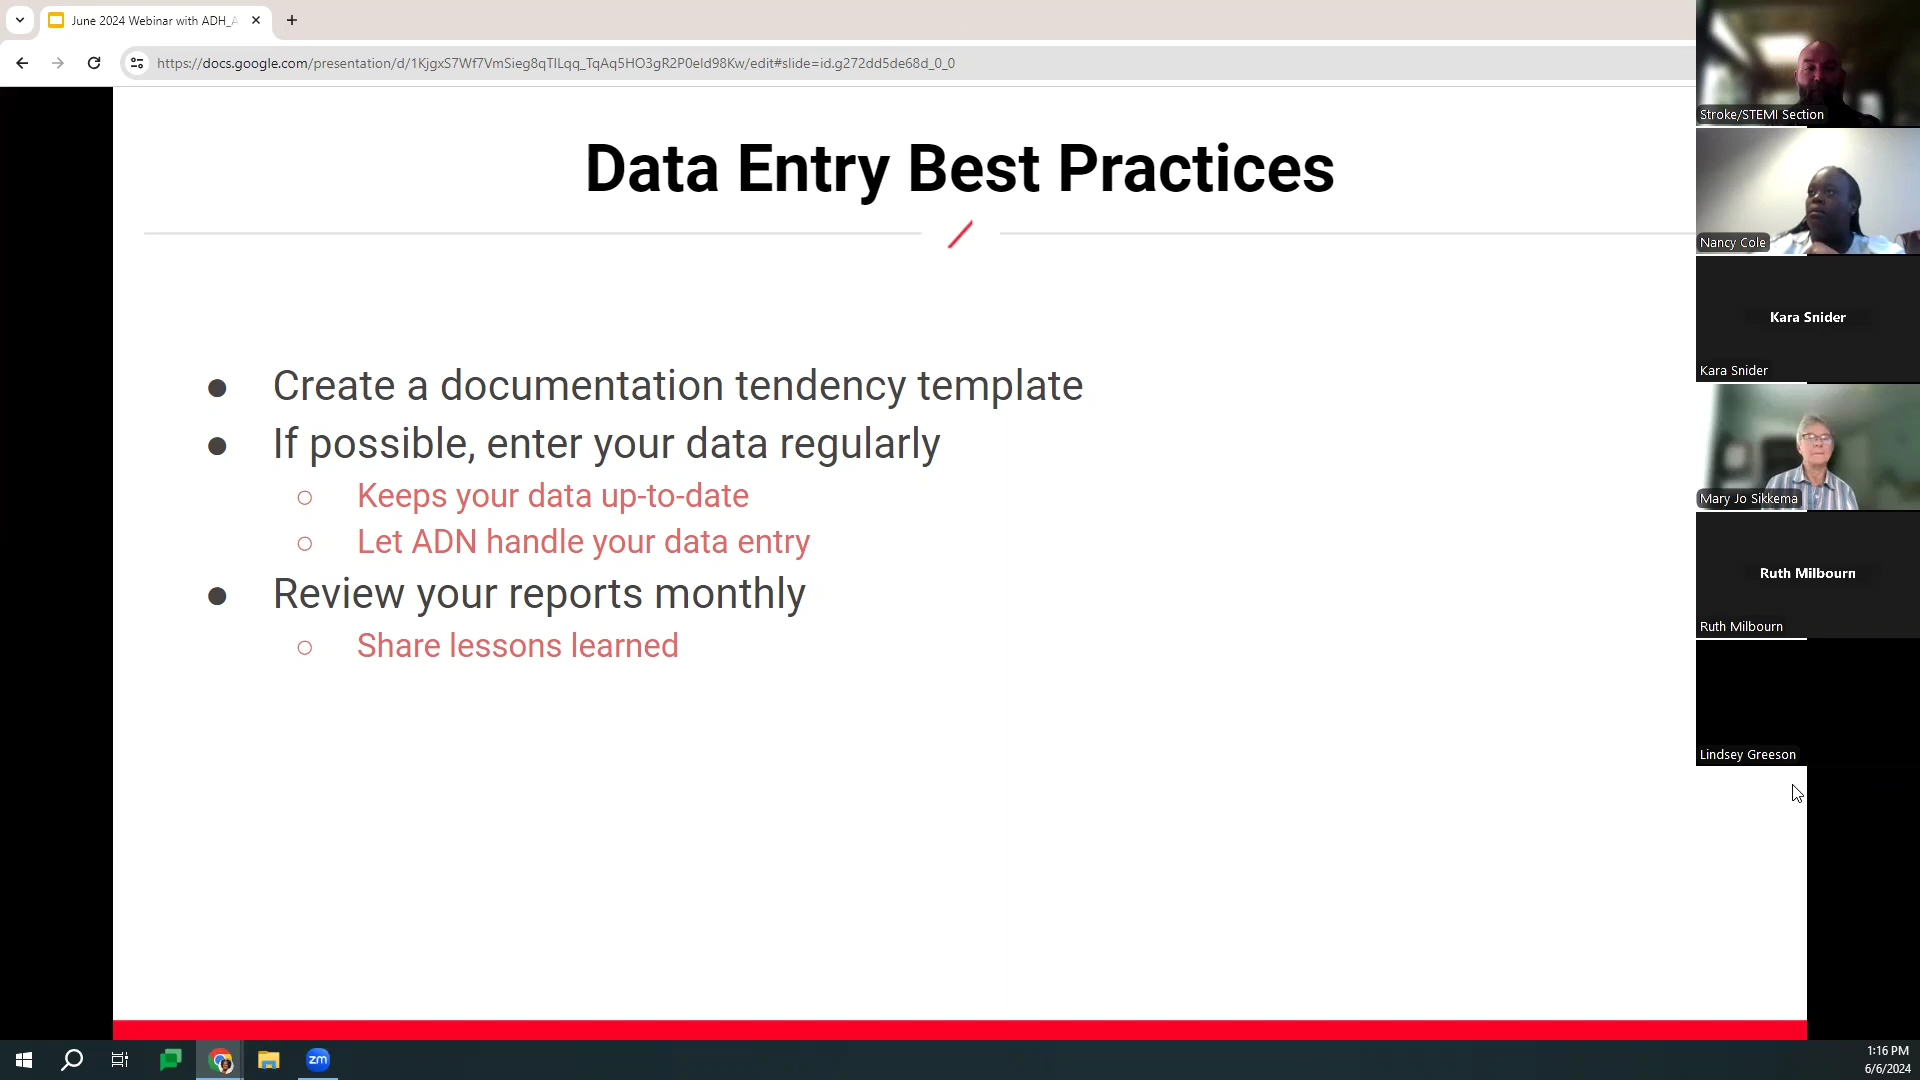 June 2024 Webinar with ADH_A
https://docs.google.com/presentation/d/1KjgxS7Wf7VmSieg8qTlLqq_TqAq5HO3gR2P0eld98Kw/edit#slide=id.g272dd5de68d_0_0
Data Entry Best Practices
● Create a documentation tendency template
● If possible, enter your data regularly
○ Keeps your data up-to-date
○ Let ADN handle your data entry
● Review your reports monthly
○ Share lessons learned
Stroke/STEMI Section
Nancy Cole
Kara Snider
Kara Snider
Mary Jo Sikkema
Ruth Milbourn
Ruth Milbourn
Lindsey Greeson
zm
1:16 PM
6/6/2024